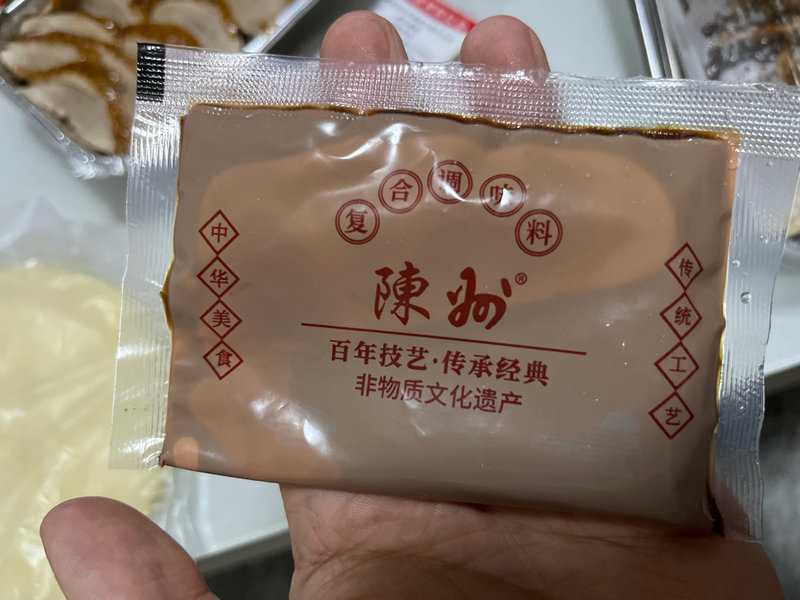 复合调味料
中华美食
陳州®
百年技艺·传承经典
非物质文化遗产
传统工艺